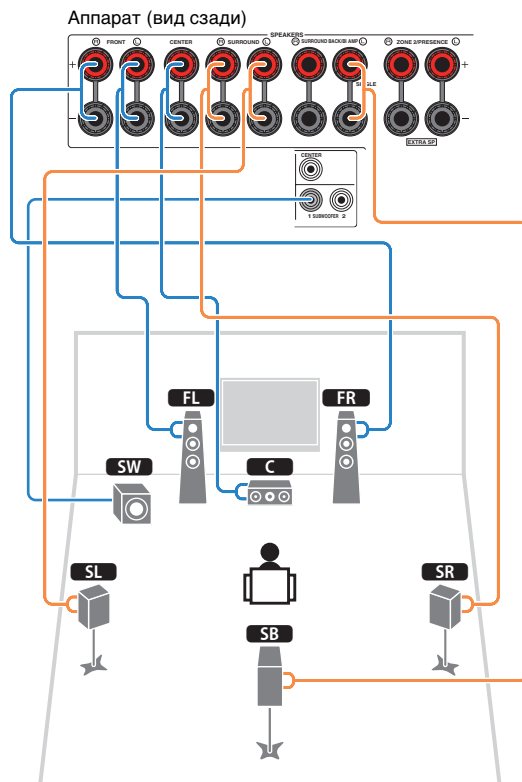 Аппарат (вид сзади)
SPEAKERS
R FRONT L CENTER R SURROUND L R SURROUND BACK/BI AMP L R ZONE 2/PRESENCE L
+ +
SINGLE
– –
EXTRA SP
CENTER
1 SUBWOOFER 2
FL FR
SW C
SL SR
SB